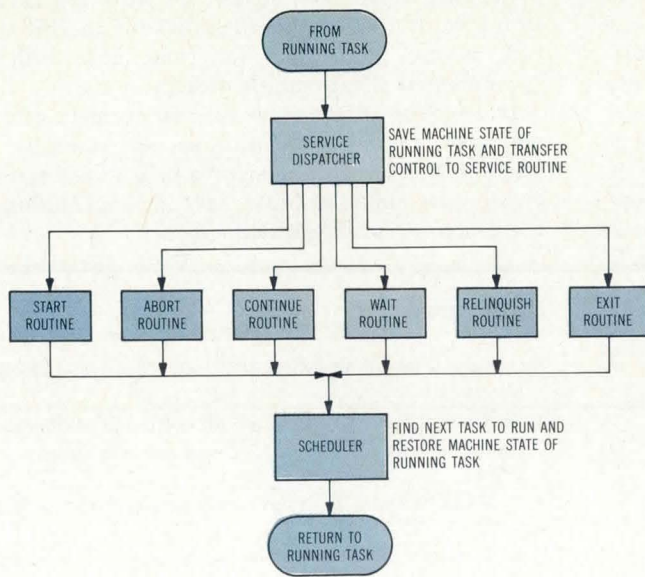 FROM
RUNNING TASK
SERVICE
DISPATCHER
SAVE MACHINE STATE OF
RUNNING TASK AND TRANSFER
CONTROL TO SERVICE ROUTINE
START
ROUTINE
ABORT
ROUTINE
CONTINUE
ROUTINE
WAIT
ROUTINE
RELINQUISH
ROUTINE
EXIT
ROUTINE
SCHEDULER
FIND NEXT TASK TO RUN AND
RESTORE MACHINE STATE OF
RUNNING TASK
RETURN TO
RUNNING TASK